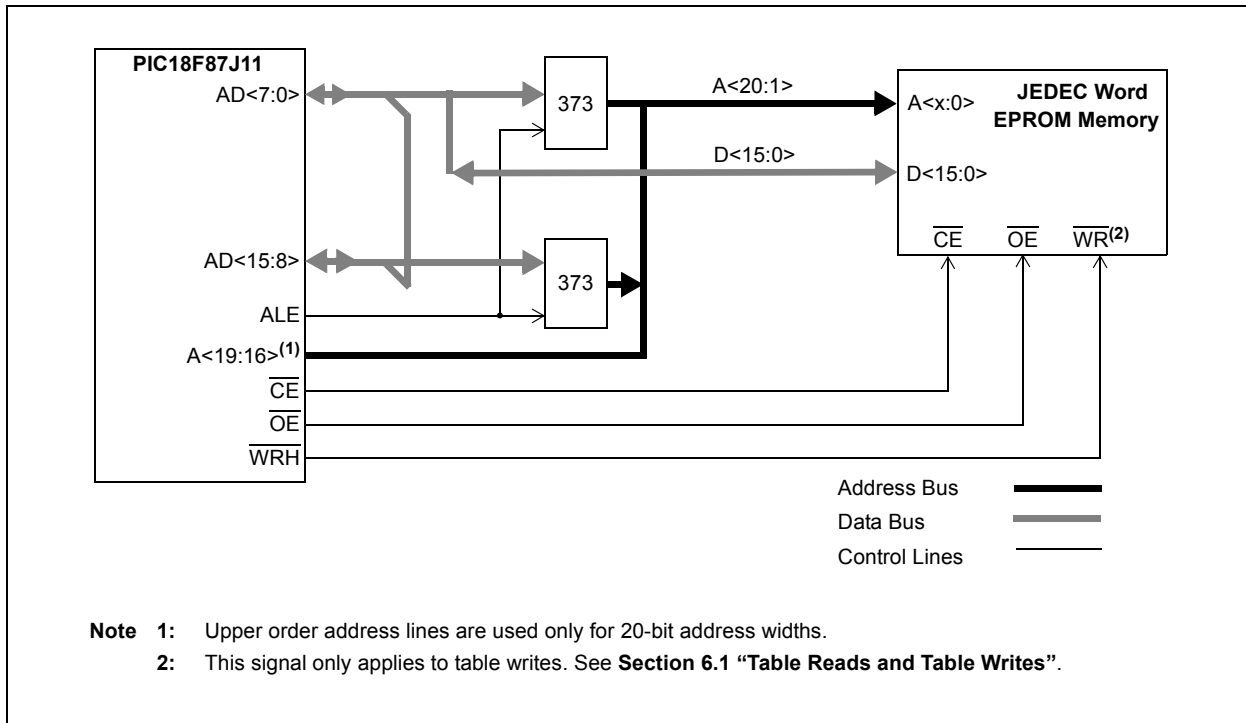 PIC18F87J11
AD<7:0>
373
A<20:1>
A<x:0>
JEDEC Word
EPROM Memory
D<15:0>
D<15:0>
CE
OE
WR(2)
AD<15:8>
373
ALE
A<19:16>(1)
CE
OE
WRH
Address Bus
Data Bus
Control Lines
Note 1: Upper order address lines are used only for 20-bit address widths.
2: This signal only applies to table writes. See Section 6.1 “Table Reads and Table Writes”.